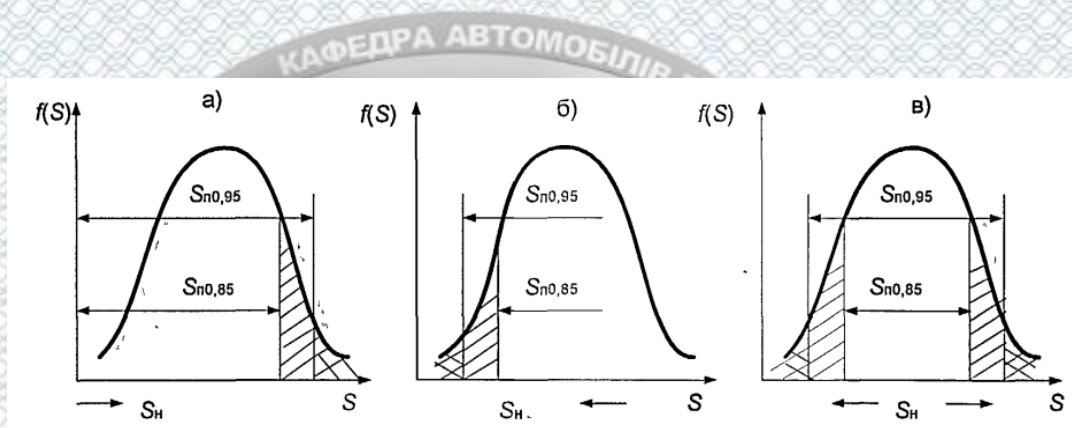 КАФЕДРА АВТОМОБІЛІВ
а)
f(S)
Sп0,95
Sп0,85
Sн
S
б)
f(S)
Sп0,95
Sп0,85
Sн
S
в)
f(S)
Sп0,95
Sп0,85
Sн
S